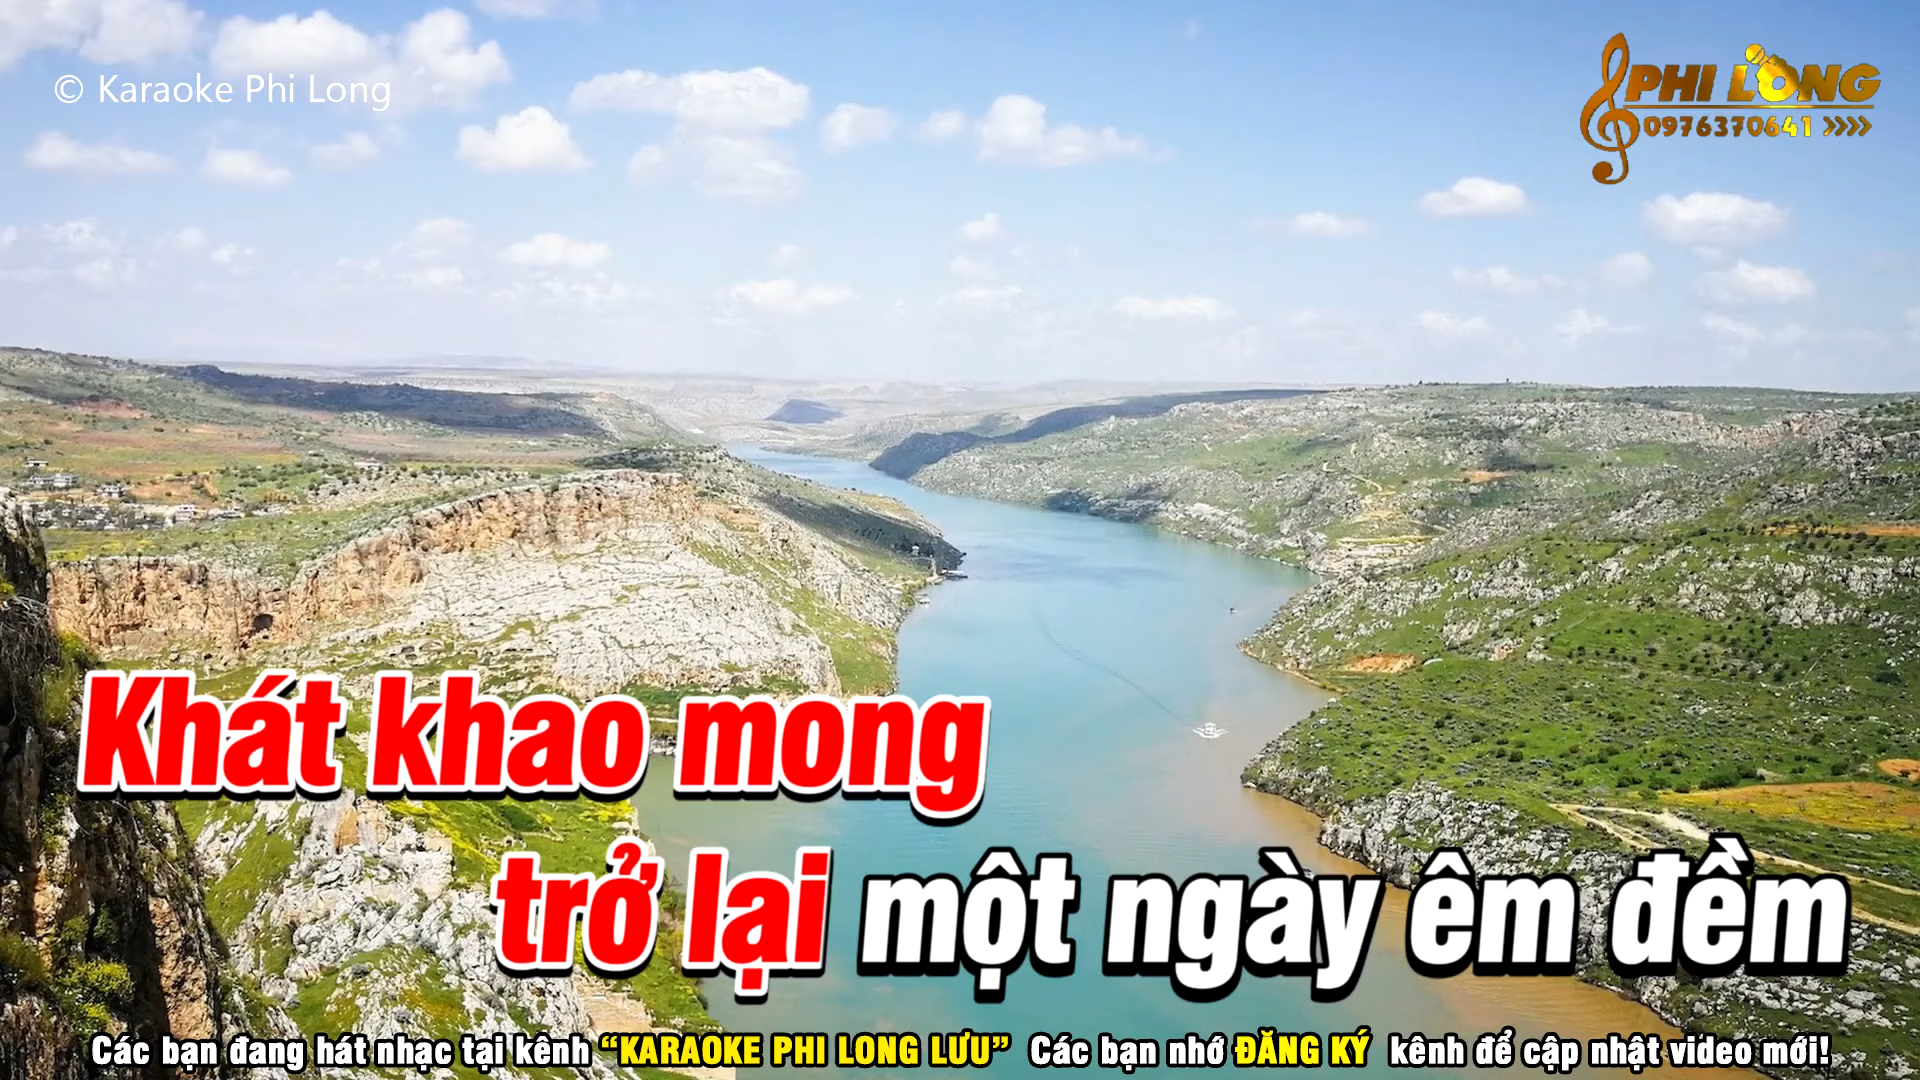 © Karaoke Phi Long
PHI LONG
0976370641
Khát khao mong
trở lại một ngày êm đềm
Các bạn đang hát nhạc tại kênh “KARAOKE PHI LONG LƯU” Các bạn nhớ ĐĂNG KÝ kênh để cập nhật video mới!